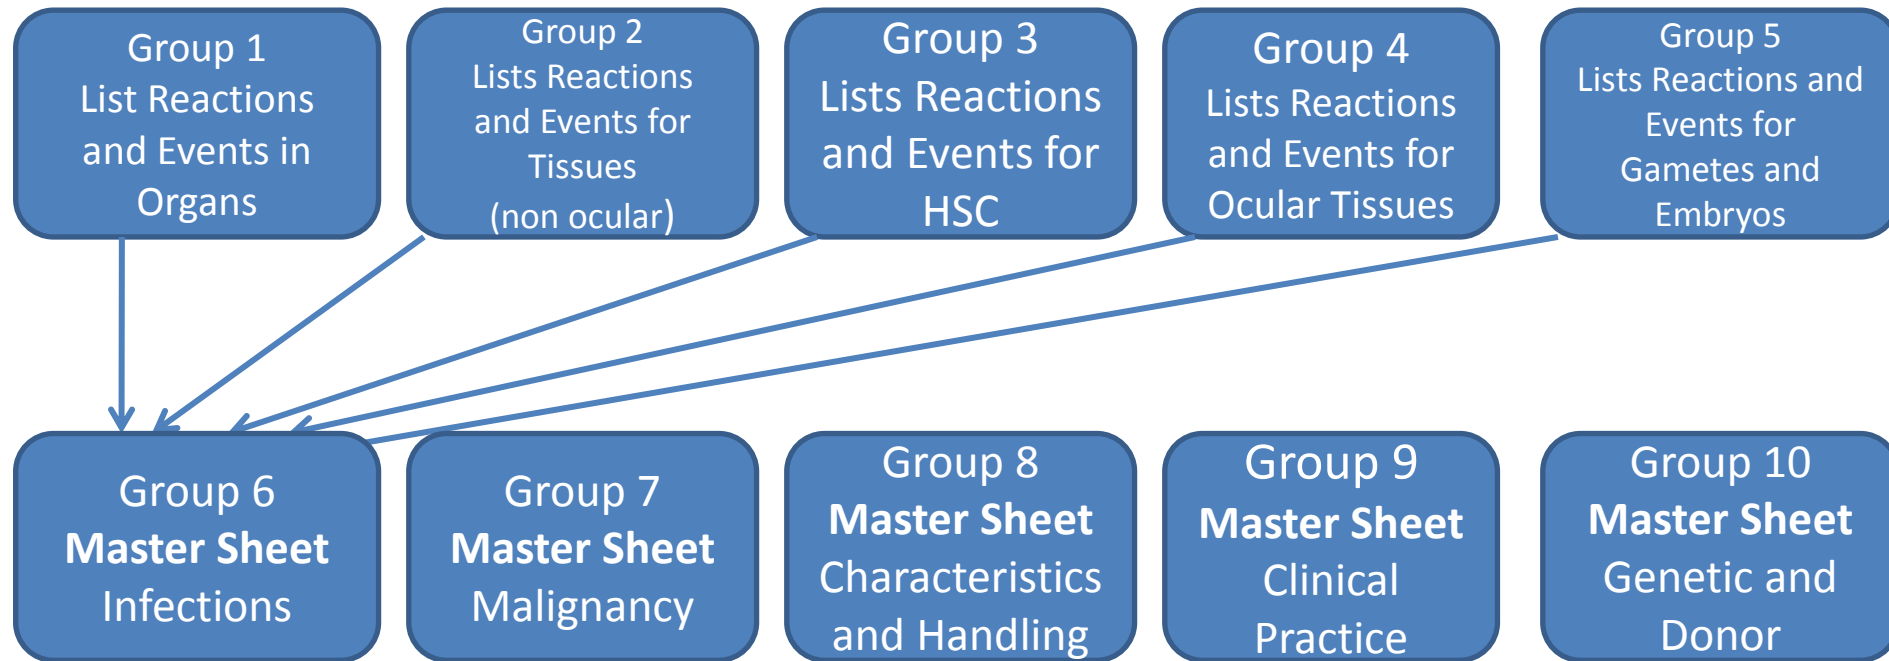 Group 1
List Reactions
and Events in
Organs
Group 2
Lists Reactions
and Events for
Tissues
(non ocular)
Group 3
Lists Reactions
and Events for
HSC
Group 4
Lists Reactions
and Events for
Ocular Tissues
Group 5
Lists Reactions and
Events for
Gametes and
Embryos
Group 6
Master Sheet
Infections
Group 7
Master Sheet
Malignancy
Group 8
Master Sheet
Characteristics
and Handling
Group 9
Master Sheet
Clinical
Practice
Group 10
Master Sheet
Genetic and
Donor